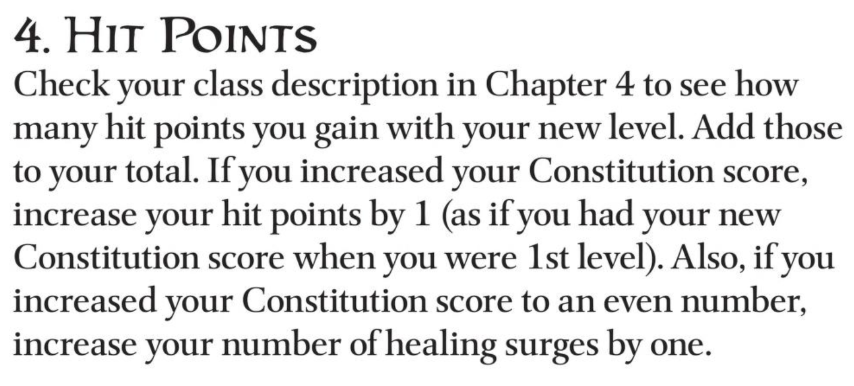 4. Hit Points
Check your class description in Chapter 4 to see how
many hit points you gain with your new level. Add those
to your total. If you increased your Constitution score,
increase your hit points by 1 (as if you had your new
Constitution score when you were 1st level). Also, if you
increased your Constitution score to an even number,
increase your number of healing surges by one.